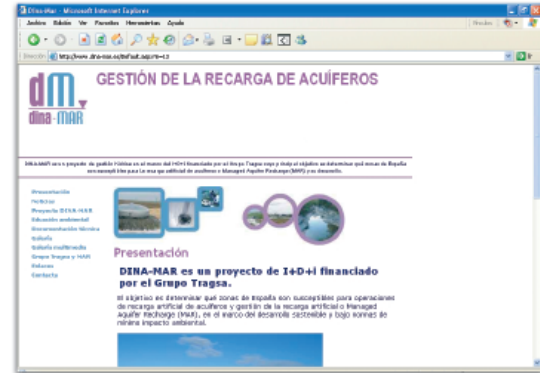 Dina-Mar - Microsoft Internet Explorer
Archivo Edición Ver Favoritos Herramientas Ayuda
Dirección
dm
dina-MAR
GESTIÓN DE LA RECARGA DE ACUÍFEROS
Presentación
Noticias
Proyecto DINA-MAR
Educación ambiental
Documentación técnica
Galería
Galería multimedia
Grupo Tragsa y MAR
Enlaces
Contacto
Presentación
DINA-MAR es un proyecto de I+D+i financiado
por el Grupo Tragsa.
El objetivo es determinar qué zonas de España son susceptibles para operaciones
de recarga artificial de acuíferos y gestión de la recarga artificial o Managed
Aquifer Recharge (MAR), en el marco del desarrollo sostenible y bajo normas de
mínimo impacto ambiental.